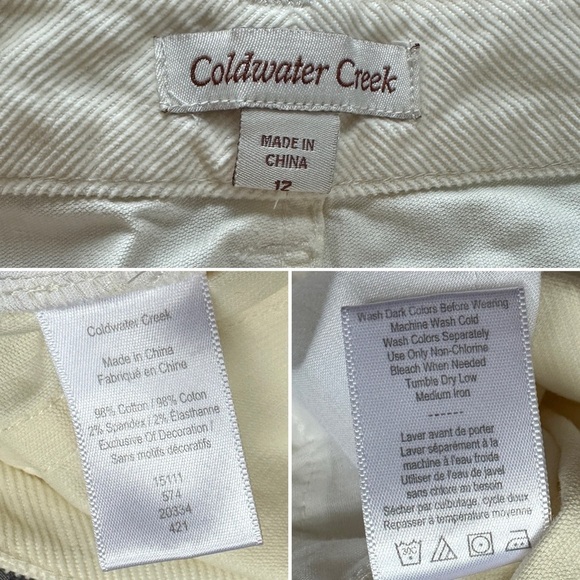 Coldwater Creek
MADE IN
CHINA
12
Coldwater Creek
Made in China
Fabriqué en Chine
98% Cotton / 98% Coton
2% Spandex / 2% Élasthanne
Exclusive Of Decoration /
Sans motifs décoratifs
15111
574
20334
421
Wash Dark Colors Before Wearing
Machine Wash Cold
Wash Colors Separately
Use Only Non-Chlorine
Bleach When Needed
Tumble Dry Low
Medium Iron
------
Laver avant de porter
Laver séparément à la
machine à l'eau froide
Utiliser de l'eau de javel
sans chlore au besoin
Sécher par culbutage, cycle doux
Repasser à température moyenne
30C